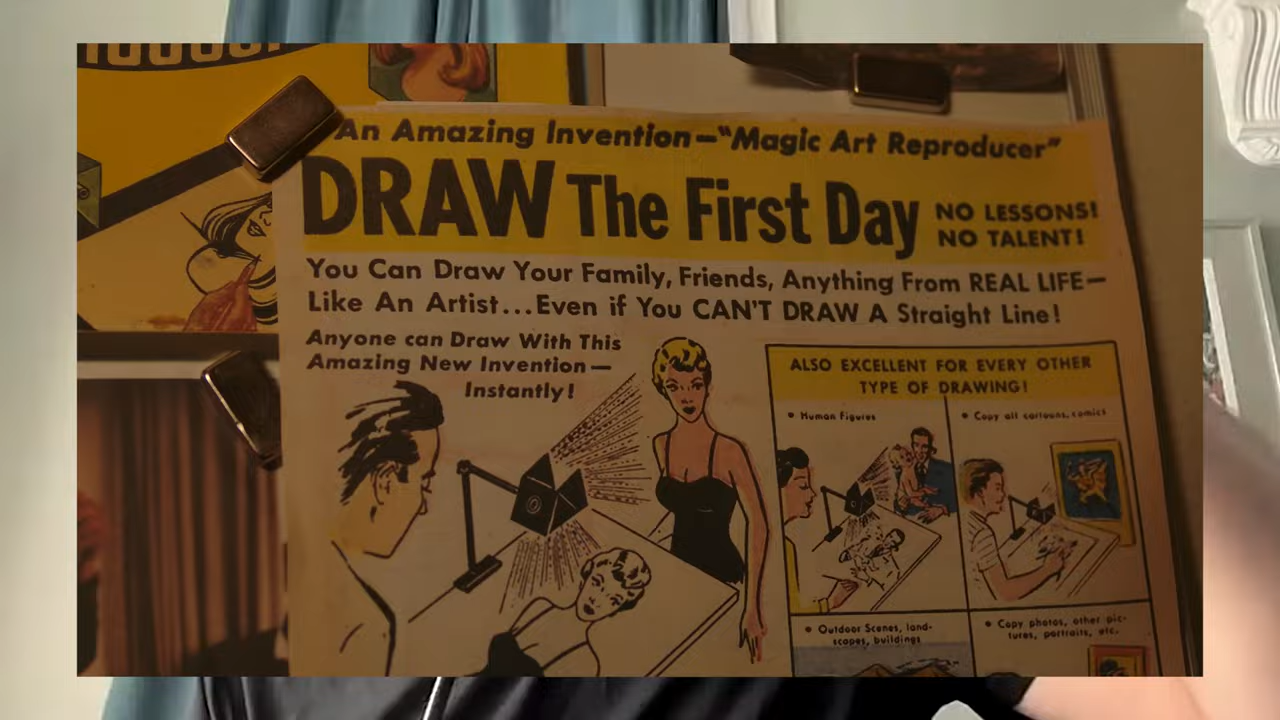 An Amazing Invention—"Magic Art Reproducer"
DRAW The First Day
NO LESSONS!
NO TALENT!
You Can Draw Your Family, Friends, Anything From REAL LIFE—
Like An Artist...Even if You CAN'T DRAW A Straight Line!
Anyone can Draw With This
Amazing New Invention—
Instantly!
ALSO EXCELLENT FOR EVERY OTHER
TYPE OF DRAWING!
• Human Figures
• Copy all cartoons, comics
• Outdoor Scenes, land-
scapes, buildings
• Copy photos, other pic-
tures, portraits, etc.